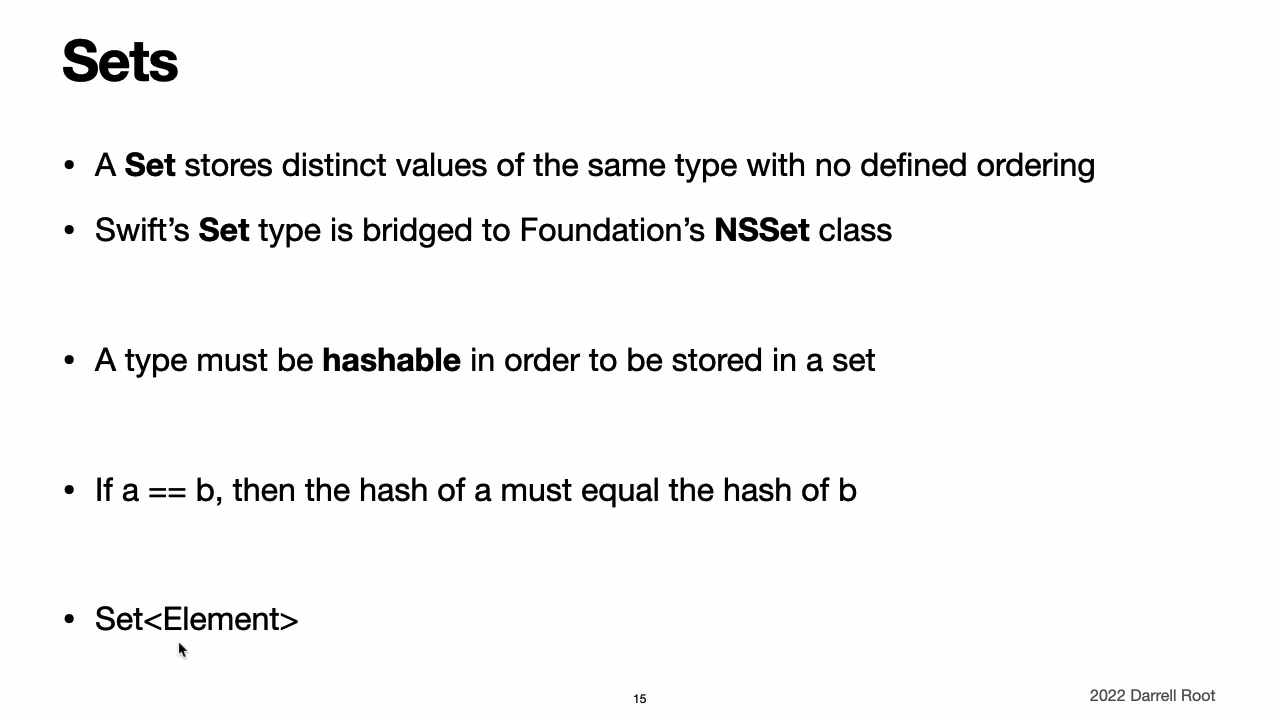 Sets
• A Set stores distinct values of the same type with no defined ordering
• Swift’s Set type is bridged to Foundation’s NSSet class
• A type must be hashable in order to be stored in a set
• If a == b, then the hash of a must equal the hash of b
• Set<Element>
15
2022 Darrell Root